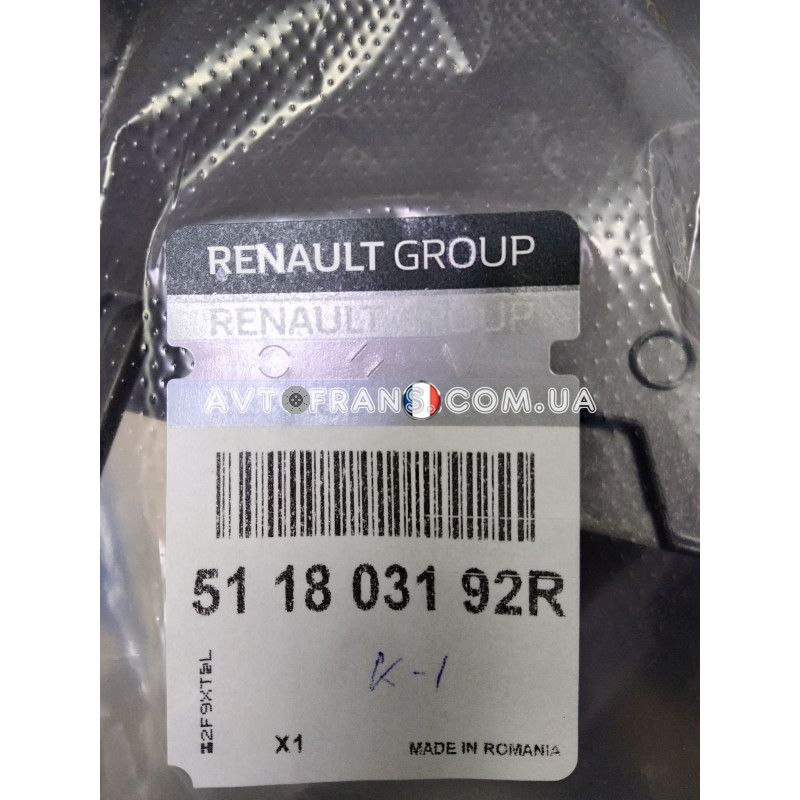 RENAULT GROUP
RENAULT GROUP
AVTOFRANS.COM.UA
51 18 031 92R
K-1
X1
MADE IN ROMANIA